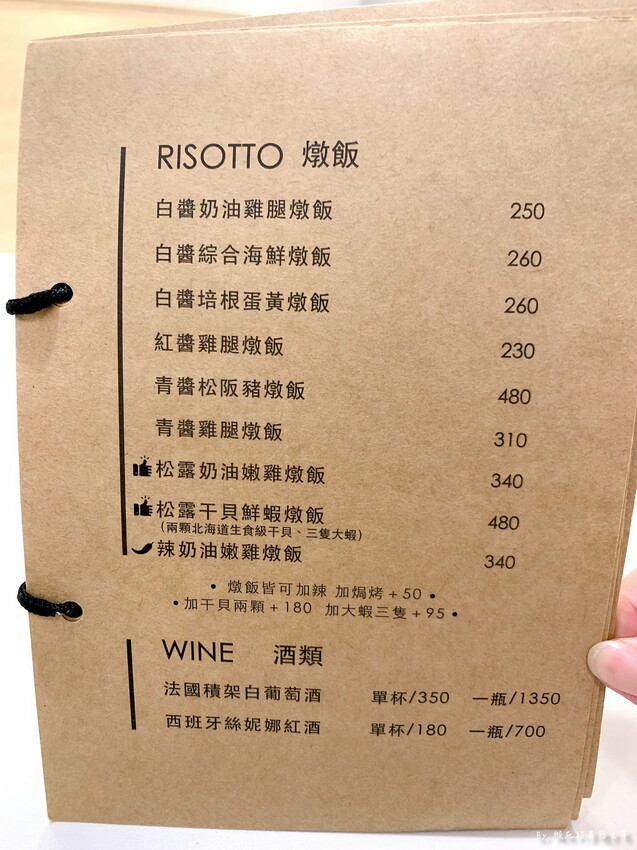 RISOTTO 燉飯
白醬奶油雞腿燉飯 250
白醬綜合海鮮燉飯 260
白醬培根蛋黃燉飯 260
紅醬雞腿燉飯 230
青醬松阪豬燉飯 480
青醬雞腿燉飯 310
松露奶油嫩雞燉飯 340
松露干貝鮮蝦燉飯 480
(兩顆北海道生食級干貝、三隻大蝦)
辣奶油嫩雞燉飯 340
• 燉飯皆可加辣 加焗烤+50 •
•加干貝兩顆+180 加大蝦三隻+95 •
WINE 酒類
法國積架白葡萄酒 單杯/350 一瓶/1350
西班牙絲妮娜紅酒 單杯/180 一瓶/700
By